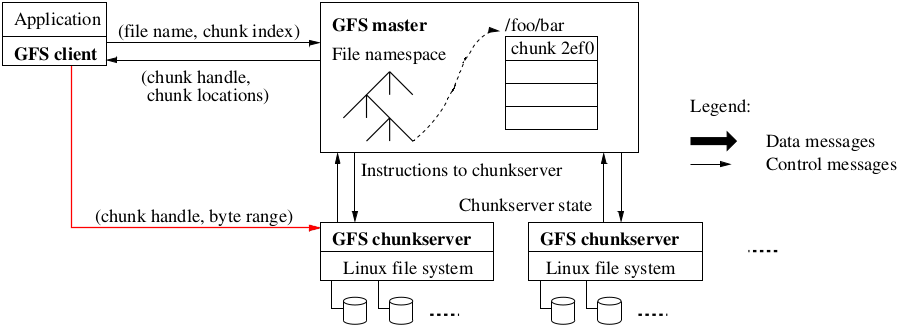 Application
GFS client
(file name, chunk index)
(chunk handle,
chunk locations)
GFS master
File namespace
/foo/bar
chunk 2ef0
Legend:
Data messages
Control messages
Instructions to chunkserver
Chunkserver state
(chunk handle, byte range)
GFS chunkserver
Linux file system
GFS chunkserver
Linux file system